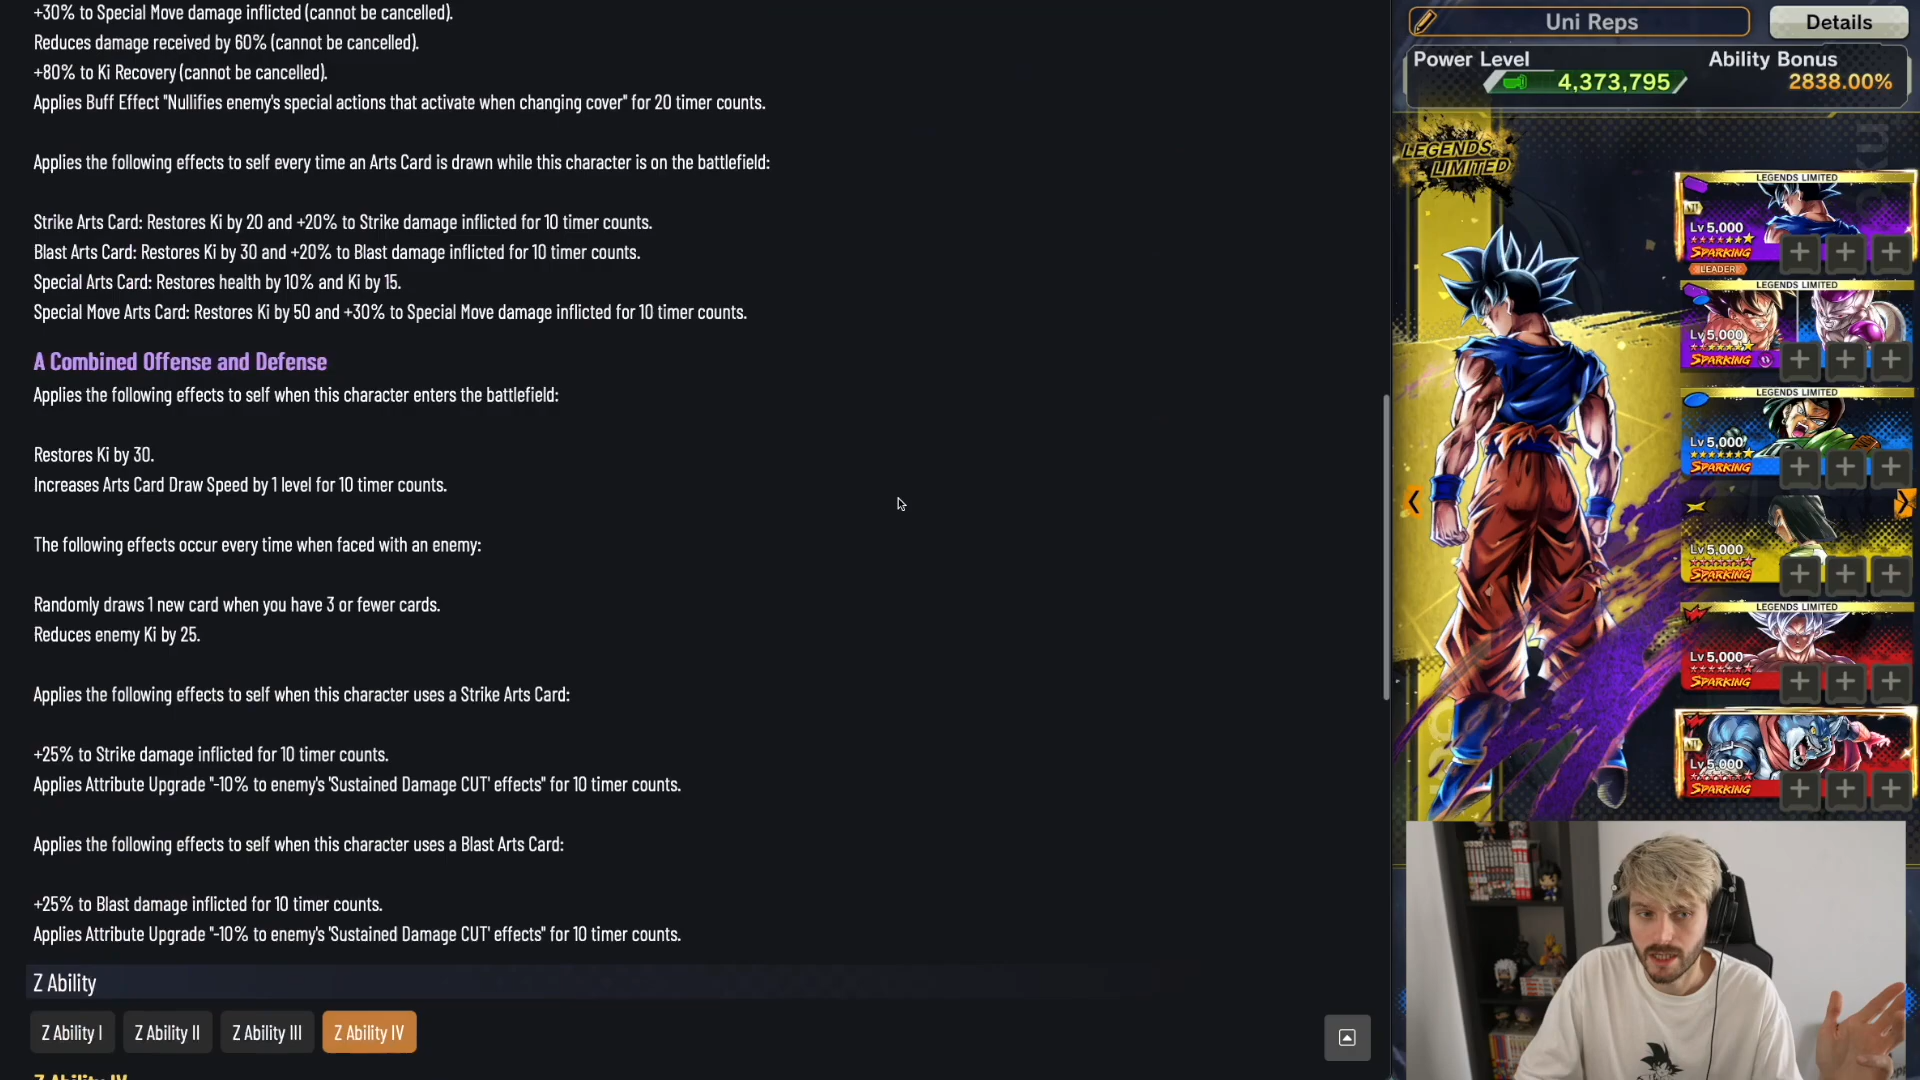 +30% to Special Move damage inflicted (cannot be cancelled).
Reduces damage received by 60% (cannot be cancelled).
+80% to Ki Recovery (cannot be cancelled).
Applies Buff Effect "Nullifies enemy's special actions that activate when changing cover" for 20 timer counts.
Applies the following effects to self every time an Arts Card is drawn while this character is on the battlefield:
Strike Arts Card: Restores Ki by 20 and +20% to Strike damage inflicted for 10 timer counts.
Blast Arts Card: Restores Ki by 30 and +20% to Blast damage inflicted for 10 timer counts.
Special Arts Card: Restores health by 10% and Ki by 15.
Special Move Arts Card: Restores Ki by 50 and +30% to Special Move damage inflicted for 10 timer counts.
A Combined Offense and Defense
Applies the following effects to self when this character enters the battlefield:
Restores Ki by 30.
Increases Arts Card Draw Speed by 1 level for 10 timer counts.
The following effects occur every time when faced with an enemy:
Randomly draws 1 new card when you have 3 or fewer cards.
Reduces enemy Ki by 25.
Applies the following effects to self when this character uses a Strike Arts Card:
+25% to Strike damage inflicted for 10 timer counts.
Applies Attribute Upgrade "-10% to enemy's 'Sustained Damage CUT' effects" for 10 timer counts.
Applies the following effects to self when this character uses a Blast Arts Card:
+25% to Blast damage inflicted for 10 timer counts.
Applies Attribute Upgrade "-10% to enemy's 'Sustained Damage CUT' effects" for 10 timer counts.
Z Ability
Z Ability I Z Ability II Z Ability III Z Ability IV
Z Ability IV
Uni Reps
Details
Power Level
Ability Bonus
4,373,795
2838.00%
LEGENDS
LIMITED
LEGENDS LIMITED
Lv 5,000
SPARKING
LEADER
LEGENDS LIMITED
Lv 5,000
SPARKING
LEGENDS LIMITED
Lv 5,000
SPARKING
Lv 5,000
SPARKING
LEGENDS LIMITED
Lv 5,000
SPARKING
Lv 5,000
SPARKING